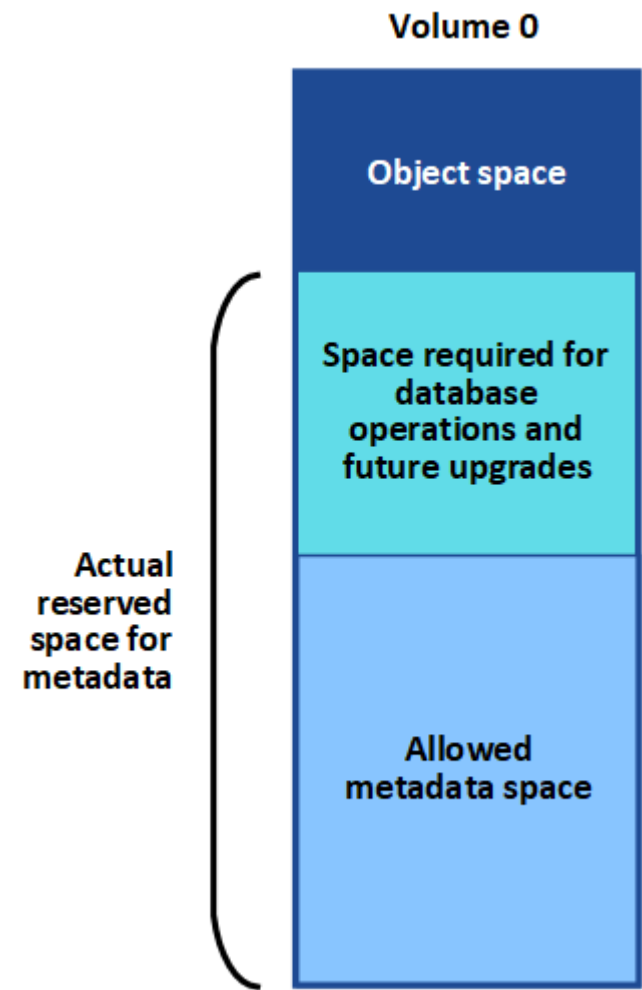 Volume 0
Object space
Space required for
database
operations and
future upgrades
Actual
reserved
space for
metadata
Allowed
metadata space